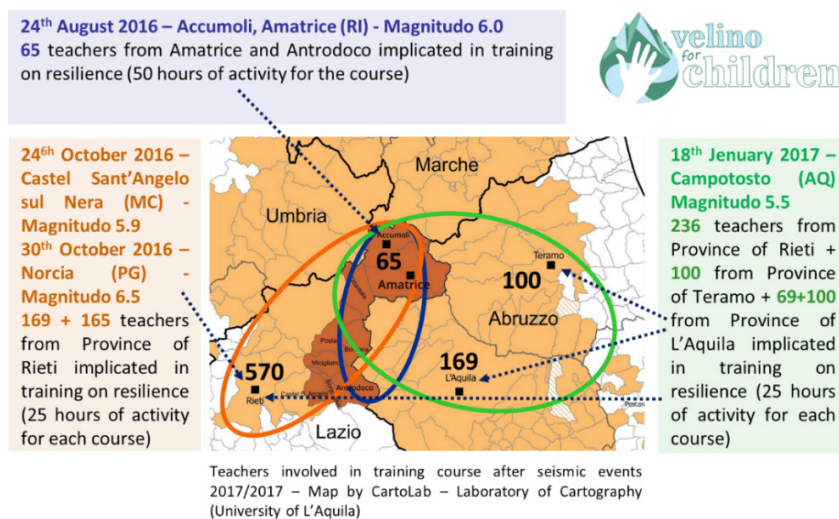 24th August 2016 – Accumoli, Amatrice (RI) - Magnitudo 6.0
65 teachers from Amatrice and Antrodoco implicated in training
on resilience (50 hours of activity for the course)
velino
for
children
246h October 2016 –
Castel Sant'Angelo
sul Nera (MC) -
Magnitudo 5.9
30th October 2016 –
Norcia (PG) -
Magnitudo 6.5
169 + 165 teachers
from Province of
Rieti implicated in
training on resilience
(25 hours of activity
for each course)
Marche
Umbria
Accumoli
65
Amatrice
Teramo
100
Abruzzo
Posta
Micigliano
570
Rieti
Antrodoco
169
L'Aquila
Lazio
18th Jenuary 2017 –
Campotosto (AQ)
Magnitudo 5.5
236 teachers from
Province of Rieti +
100 from Province
of Teramo + 69+100
from Province of
L'Aquila implicated
in training on
resilience (25 hours
of activity for each
course)
Teachers involved in training course after seismic events
2017/2017 – Map by CartoLab – Laboratory of Cartography
(University of L'Aquila)